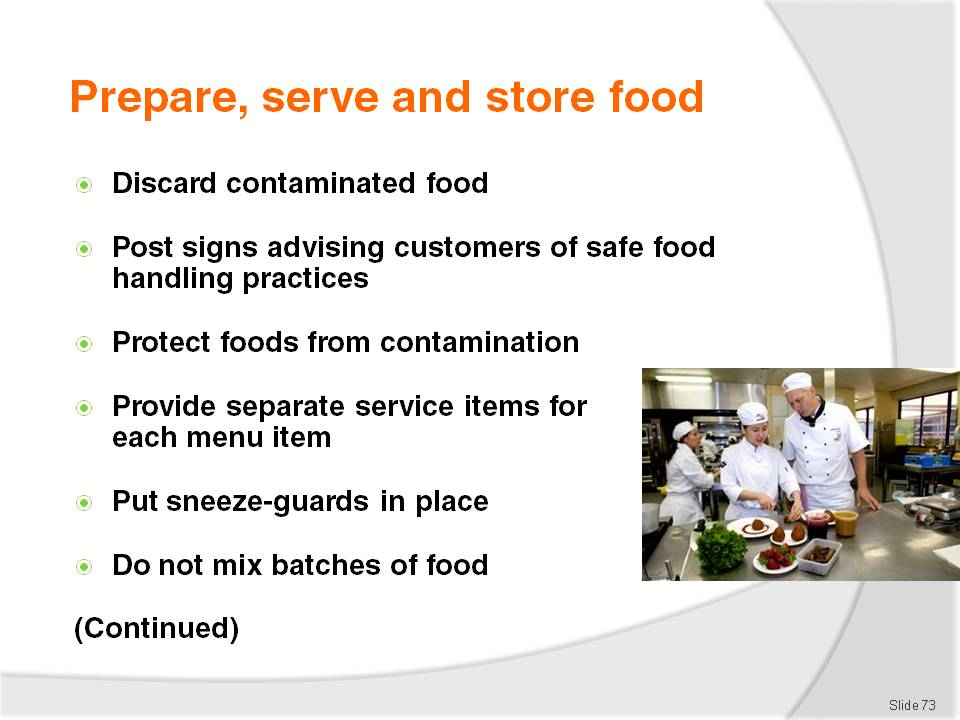 Prepare, serve and store food
Discard contaminated food
Post signs advising customers of safe food
handling practices
Protect foods from contamination
Provide separate service items for
each menu item
Put sneeze-guards in place
Do not mix batches of food
(Continued)
Slide 73